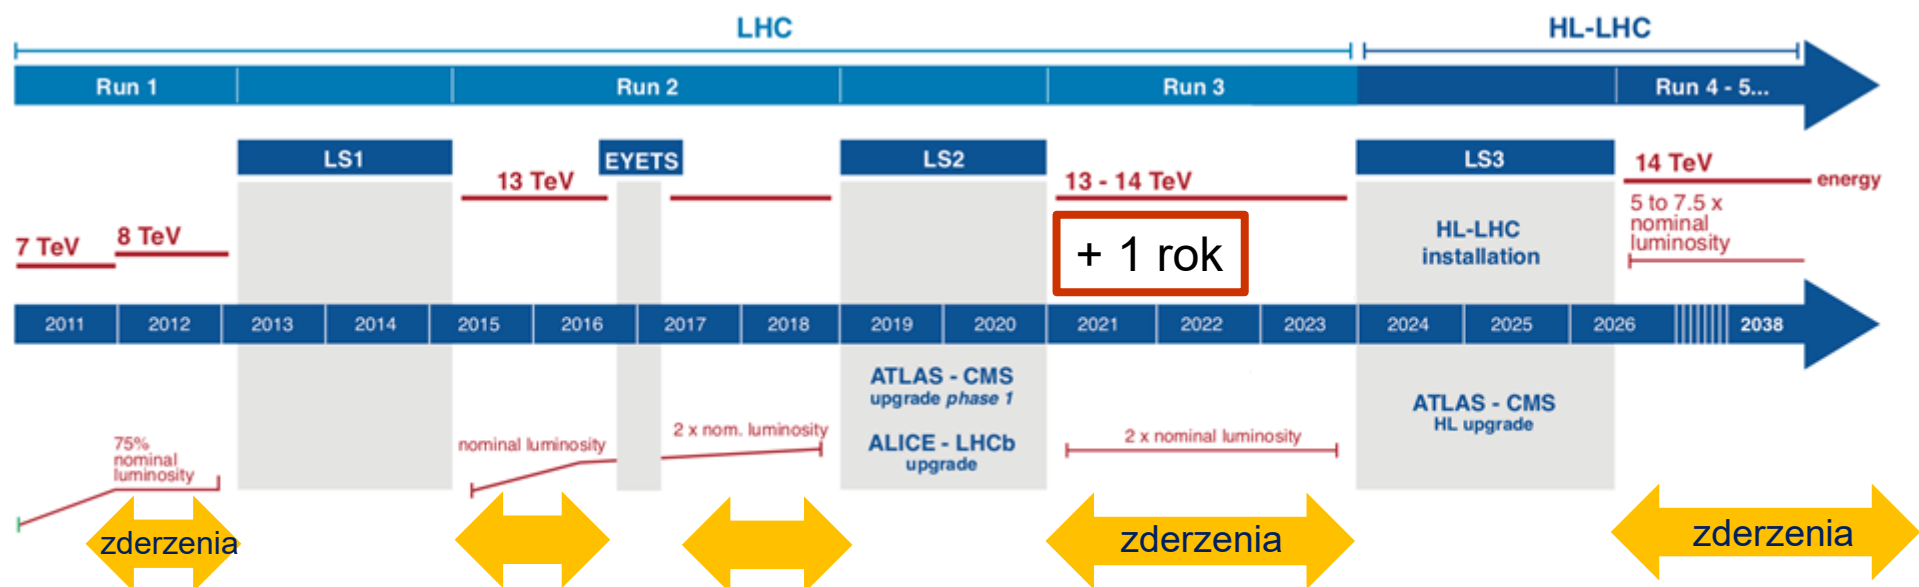 LHC
HL-LHC
Run 1
Run 2
Run 3
Run 4 - 5...
LS1
EYETS
LS2
LS3
14 TeV
13 TeV
13 - 14 TeV
energy
5 to 7.5 x
nominal
luminosity
7 TeV
8 TeV
+ 1 rok
HL-LHC
installation
2011
2012
2013
2014
2015
2016
2017
2018
2019
2020
2021
2022
2023
2024
2025
2026
2038
75%
nominal
luminosity
nominal luminosity
2 x nom. luminosity
ATLAS - CMS
upgrade phase 1
ALICE - LHCb
upgrade
2 x nominal luminosity
ATLAS - CMS
HL upgrade
zderzenia
zderzenia
zderzenia